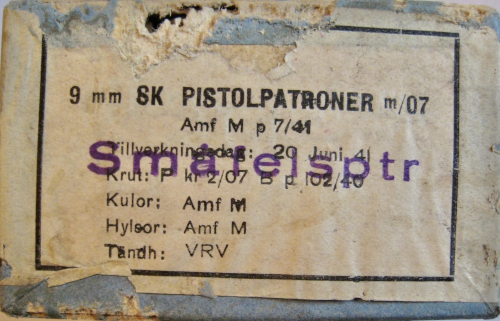 9 mm SK PISTOLPATRONER m/07
Amf M p 7/41
Tillverkningsdag: 20 Juni 41
Småfelsptr
Krut: P kr 2/07 B p 102/40
Kulor: Amf M
Hylsor: Amf M
Tändh: VRV